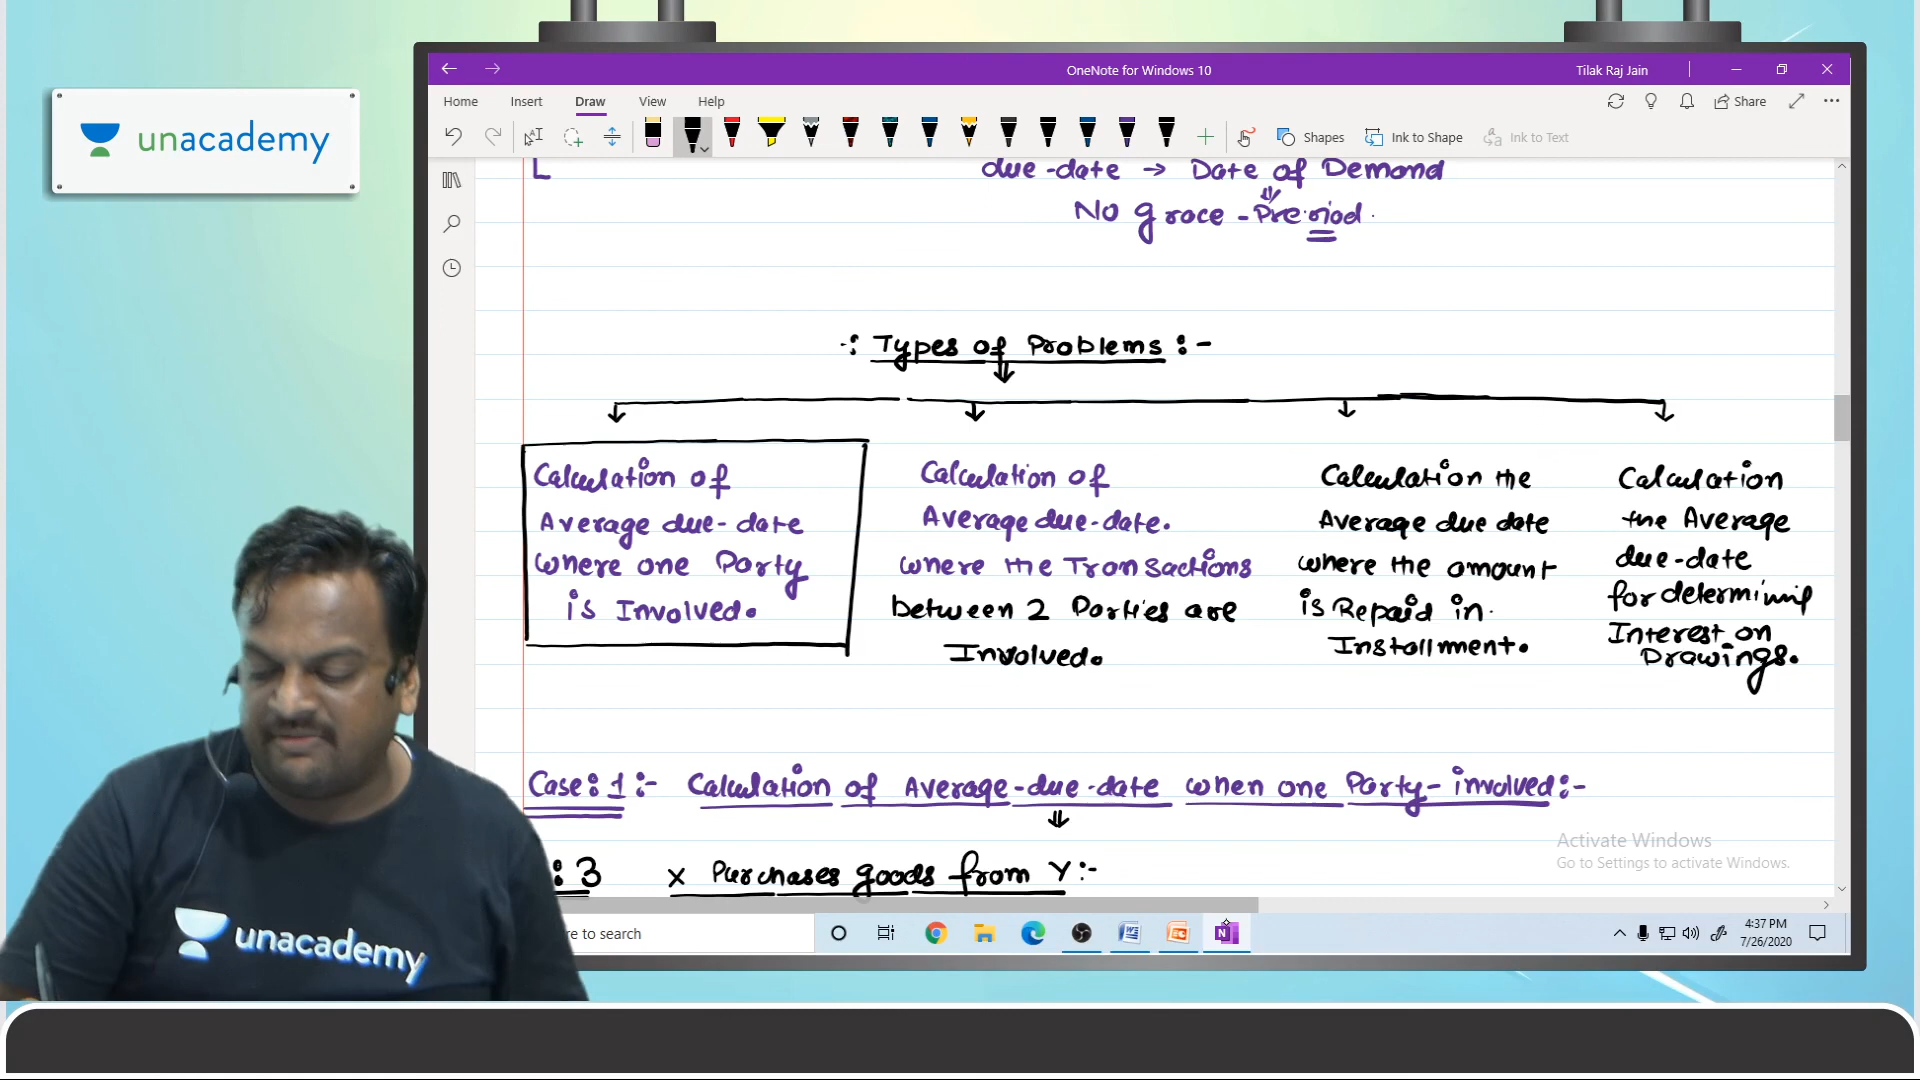 unacademy
OneNote for Windows 10
Tilak Raj Jain
Home Insert Draw View Help
Share
Shapes Ink to Shape Ink to Text
L
due-date → Date of Demand
No grace - Preriod.
-: Types of Problems :-
Calculation of
Average due-date
where one Party
is Involved.
Calculation of
Average due-date.
where the Transactions
between 2 Parties are
Involved.
Calculation the
Average due date
where the amount
is Repaid in.
Installment.
Calculation
the Average
due-date
for determining
Interest on
Drawings.
Case: 1:- Calculation of Average-due-date when one Party-involved:-
: 3 x Purchases goods from Y:-
Activate Windows
Go to Settings to activate Windows.
re to search
4:37 PM
7/26/2020
unacademy